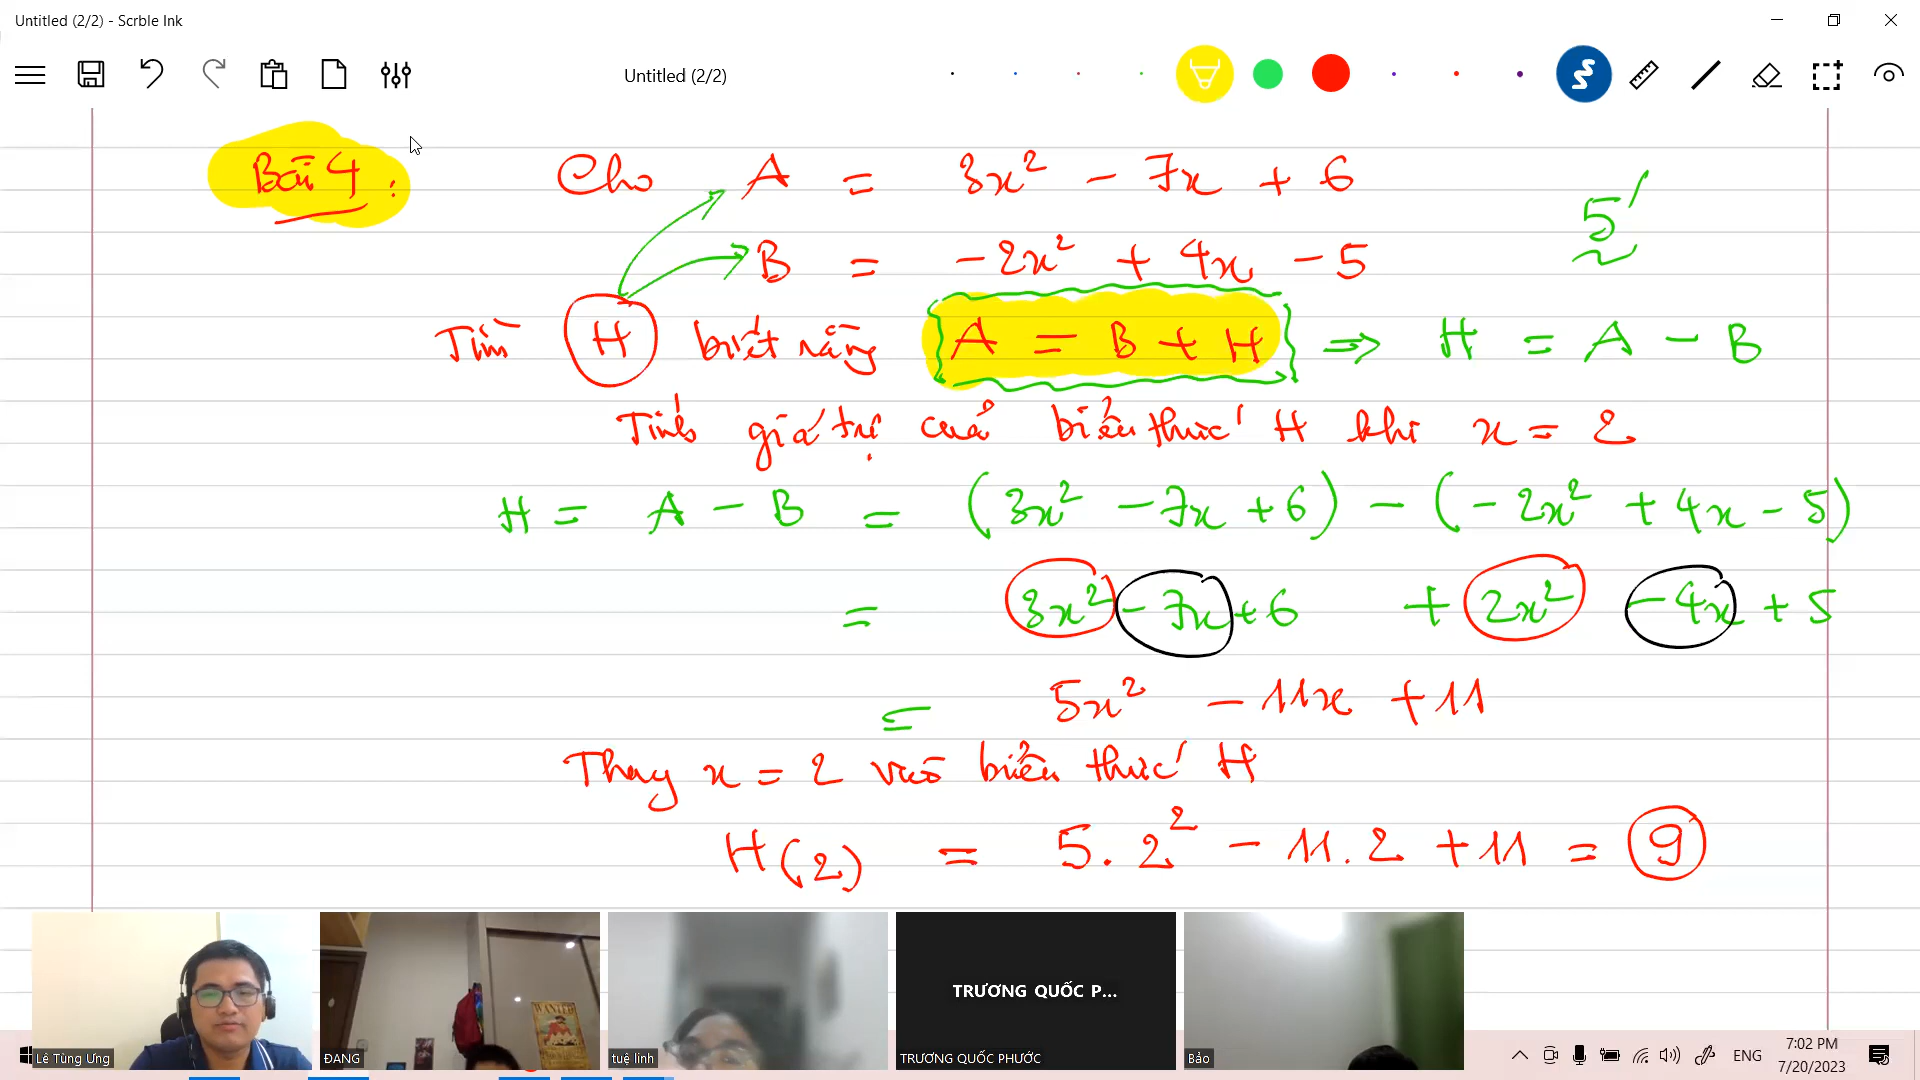 Untitled (2/2) - Scrble Ink
Untitled (2/2)
Bài 4 : Cho A = 3x² - 7x + 6
5'
B = -2x² + 4x - 5
Tìm H biết rằng A = B + H ⇒ H = A - B
Tính giá trị của biểu thức H khi x = 2
H = A - B = (3x² - 7x + 6) - (-2x² + 4x - 5)
= 3x² - 7x + 6 + 2x² - 4x + 5
= 5x² - 11x + 11
Thay x = 2 vào biểu thức H
H(2) = 5.2² - 11.2 + 11 = 9
WANTED
TRƯƠNG QUỐC P...
Lê Tùng Ưng
ĐANG
tuệ linh
TRƯƠNG QUỐC PHƯỚC
Bảo
ENG
7:02 PM
7/20/2023